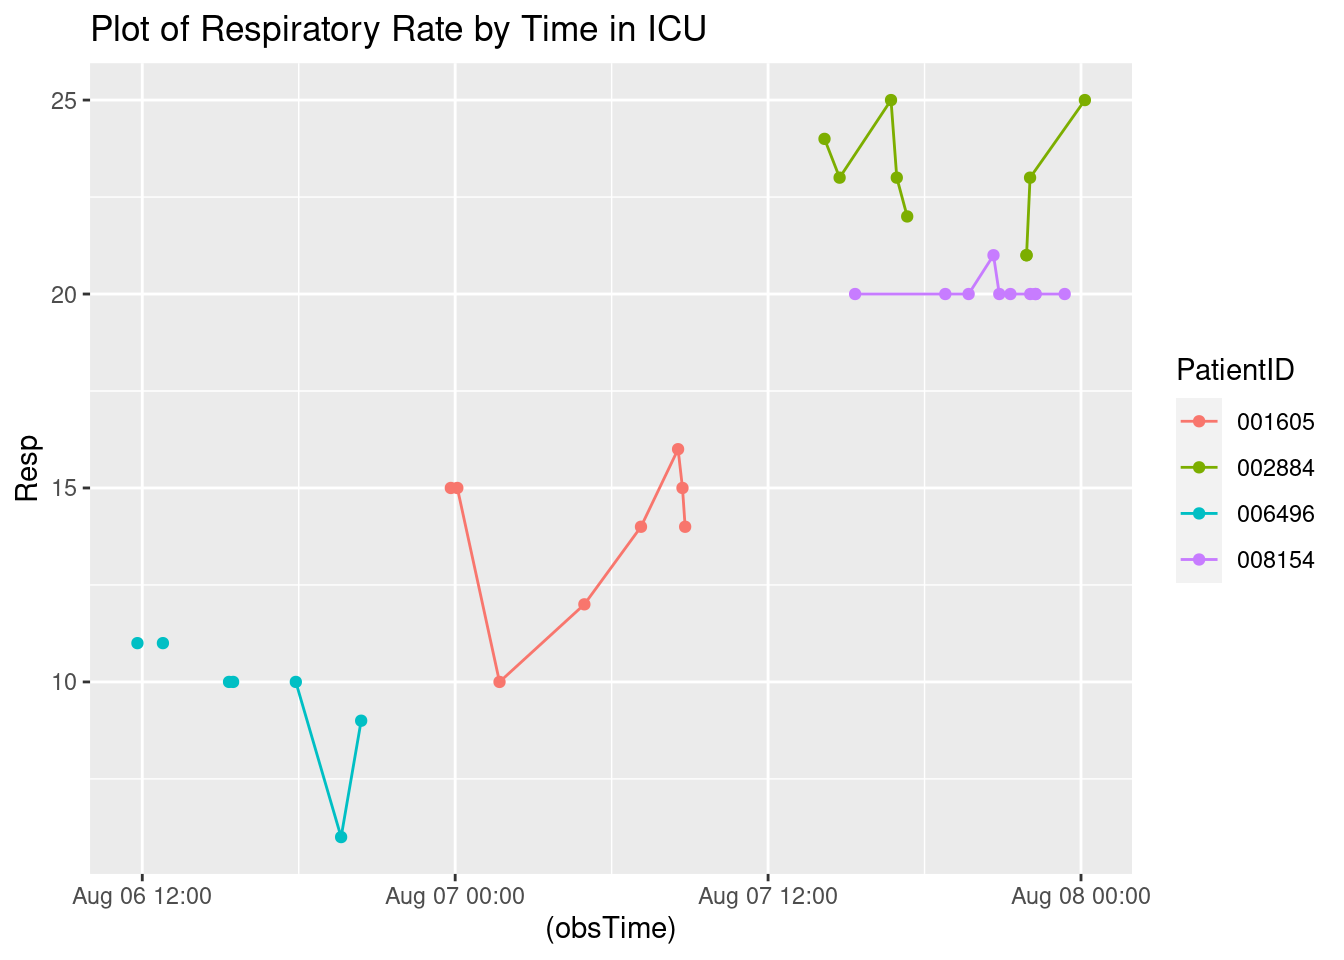 Plot of Respiratory Rate by Time in ICU
25
20
15
10
Resp
Aug 06 12:00
Aug 07 00:00
Aug 07 12:00
Aug 08 00:00
(obsTime)
PatientID
001605
002884
006496
008154